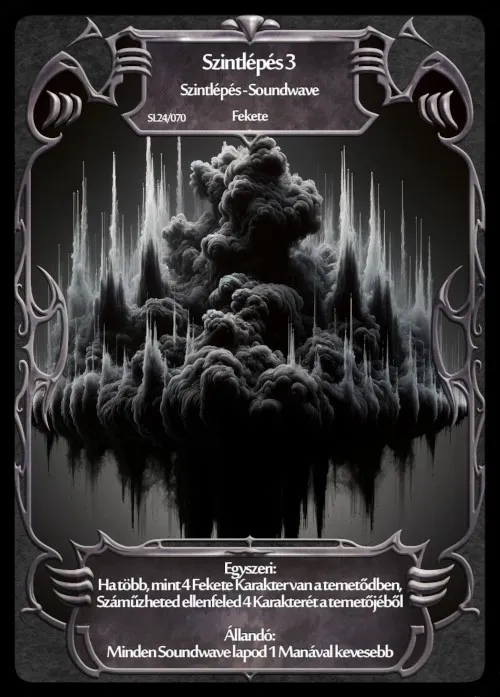 Szintlépés 3
Szintlépés - Soundwave
SL24/070
Fekete
Egyszeri:
Ha több, mint 4 Fekete Karakter van a temetődben,
Száműzheted ellenfeled 4 Karakterét a temetőjéből
Állandó:
Minden Soundwave lapod 1 Manával kevesebb